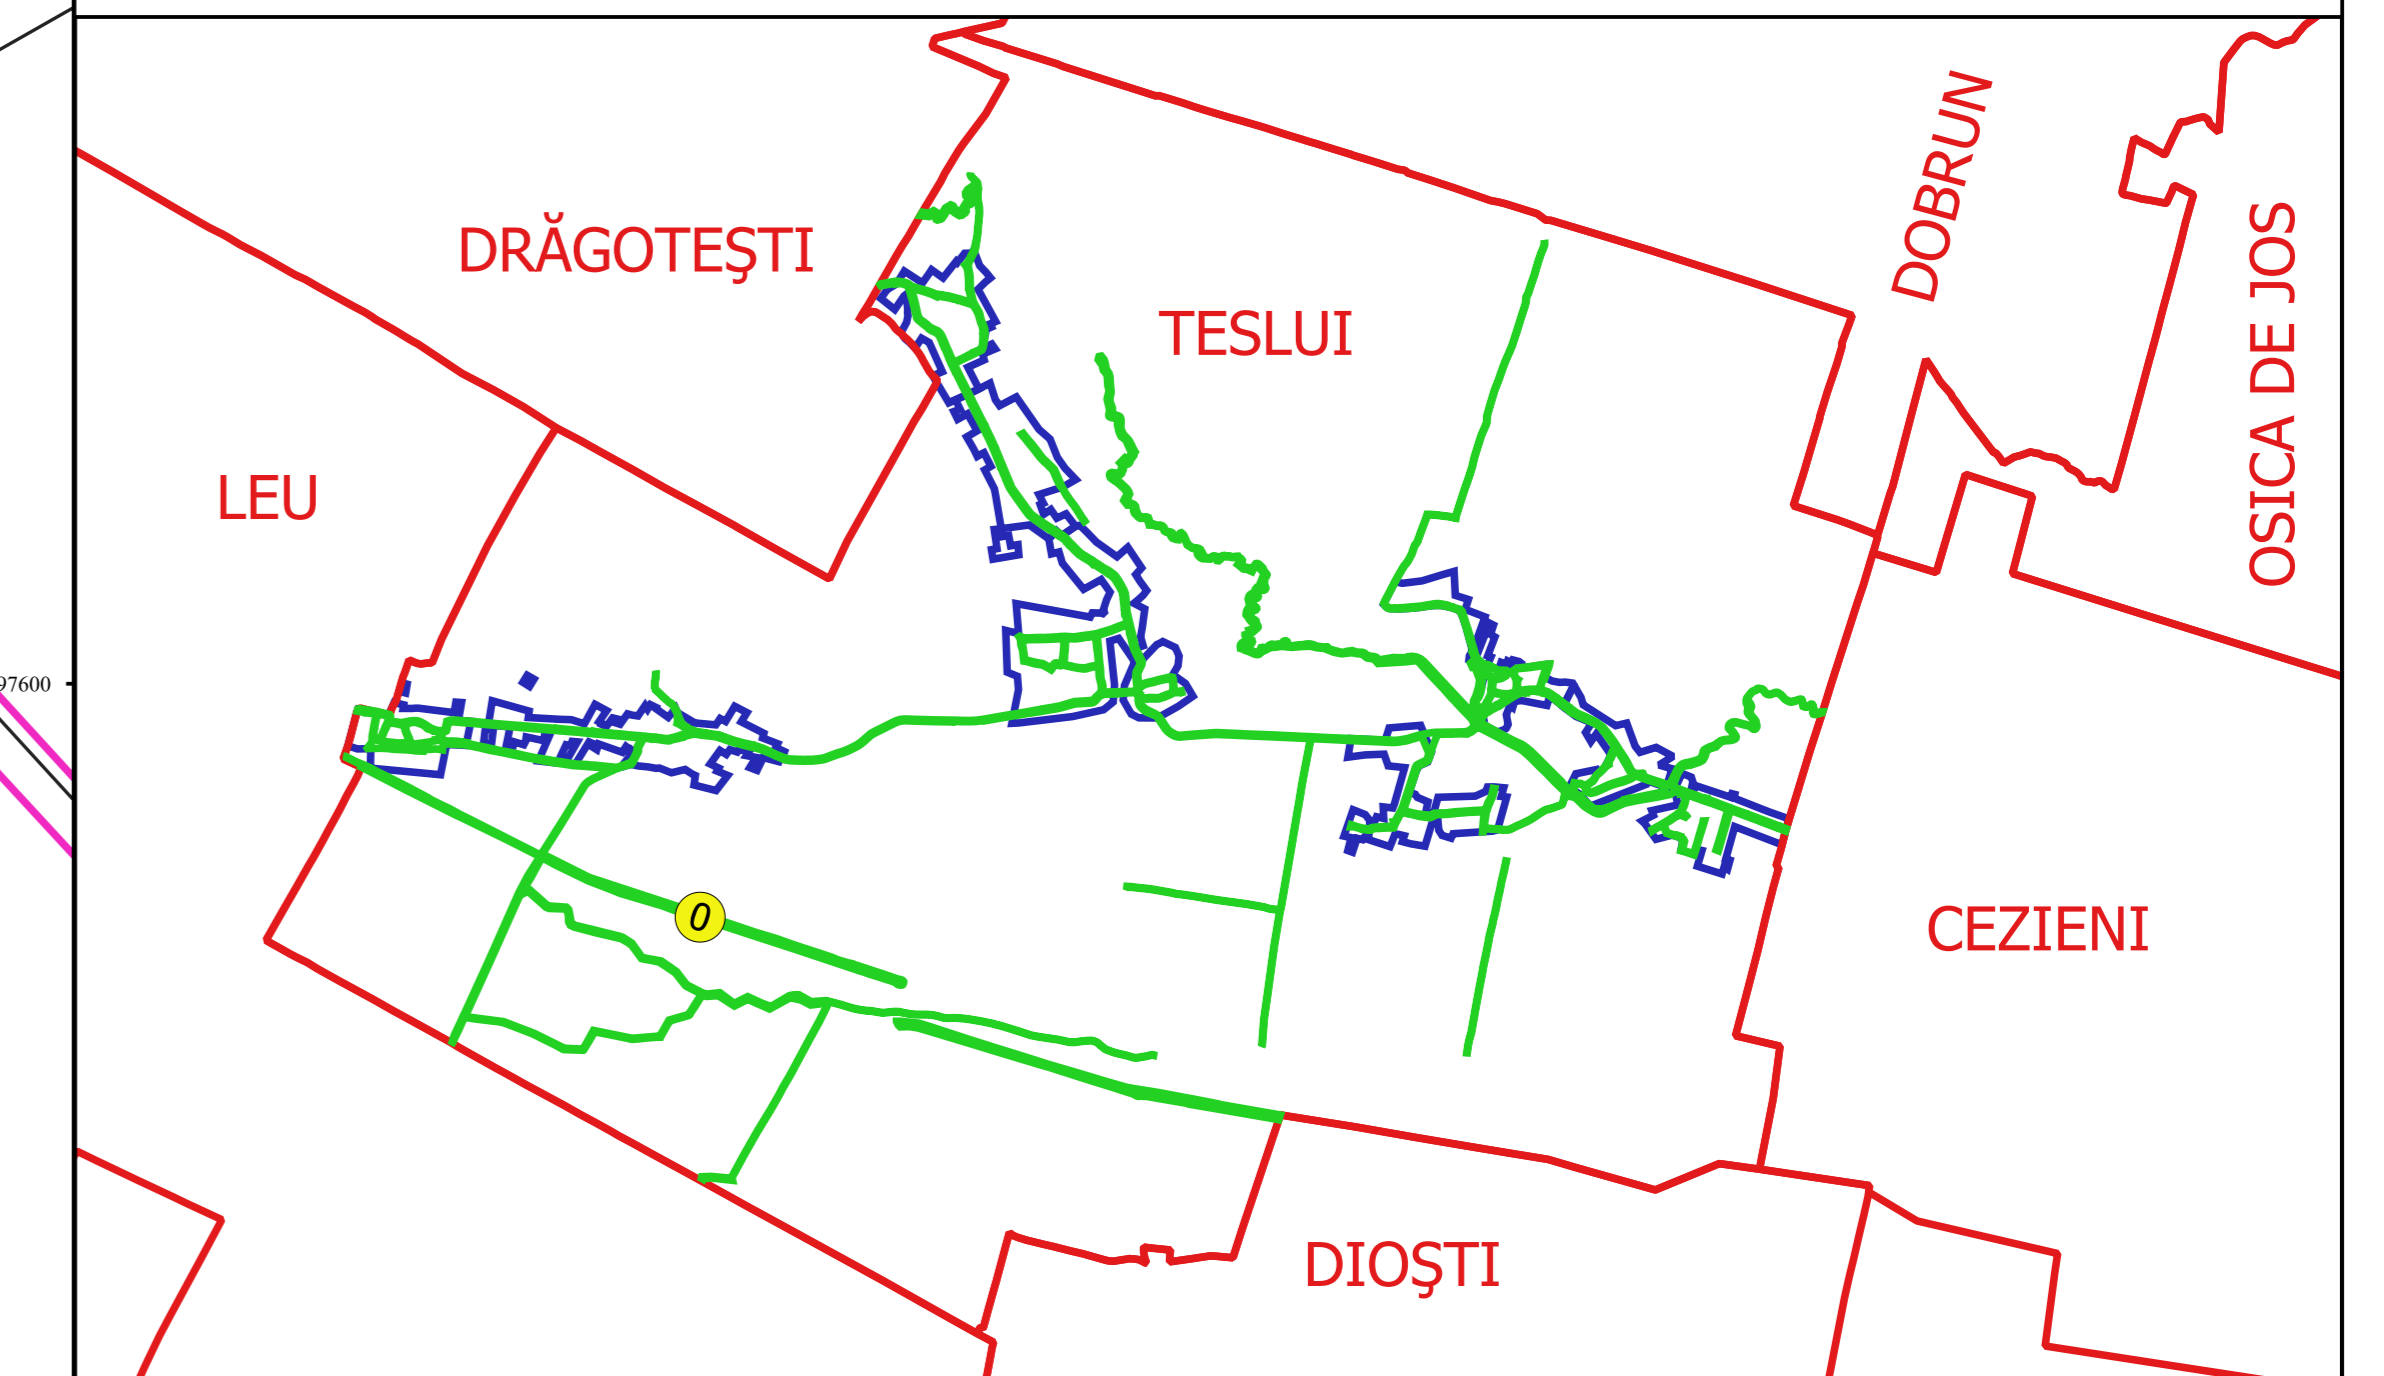 DOBRUN
DRĂGOTEŞTI
TESLUI
OSICA DE JOS
LEU
97600
0
CEZIENI
DIOŞTI